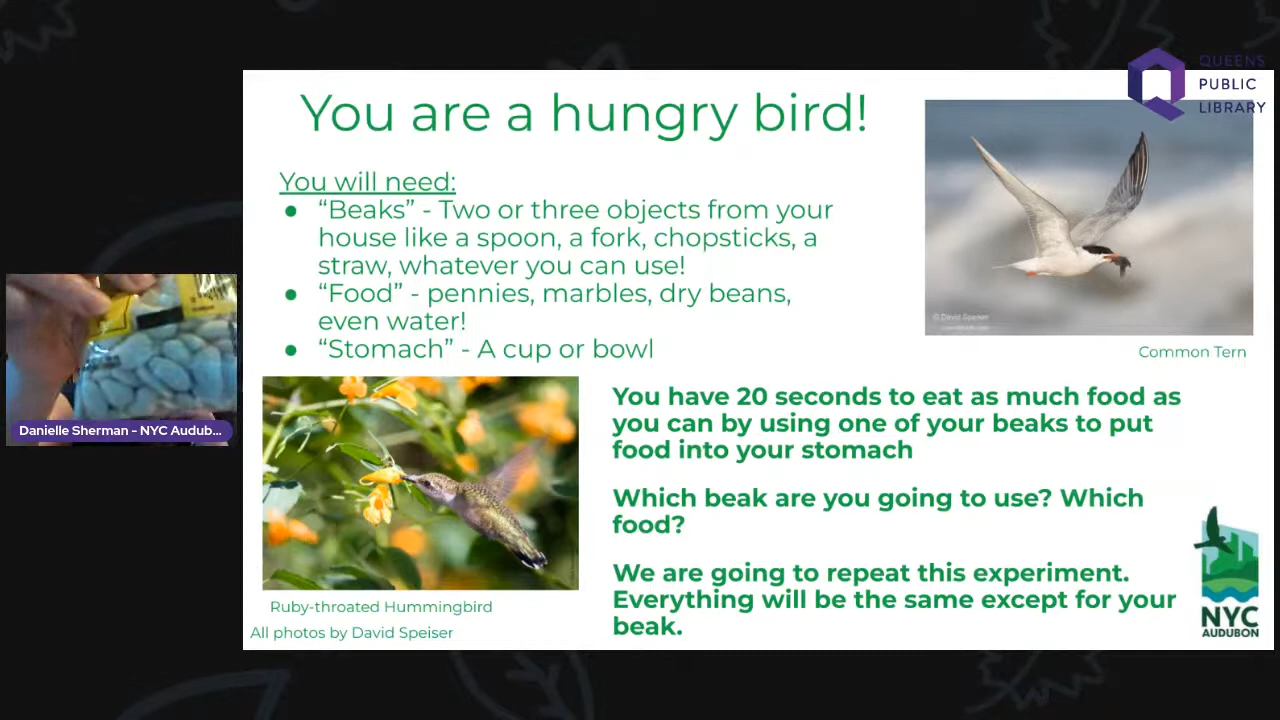 QUEENS
PUBLIC
LIBRARY
You are a hungry bird!
You will need:
● “Beaks” - Two or three objects from your
house like a spoon, a fork, chopsticks, a
straw, whatever you can use!
● “Food” - pennies, marbles, dry beans,
even water!
● “Stomach” - A cup or bowl
© David Speiser
Common Tern
You have 20 seconds to eat as much food as
you can by using one of your beaks to put
food into your stomach
Which beak are you going to use? Which
food?
We are going to repeat this experiment.
Everything will be the same except for your
beak.
Ruby-throated Hummingbird
All photos by David Speiser
NYC
AUDUBON
Danielle Sherman - NYC Audub...